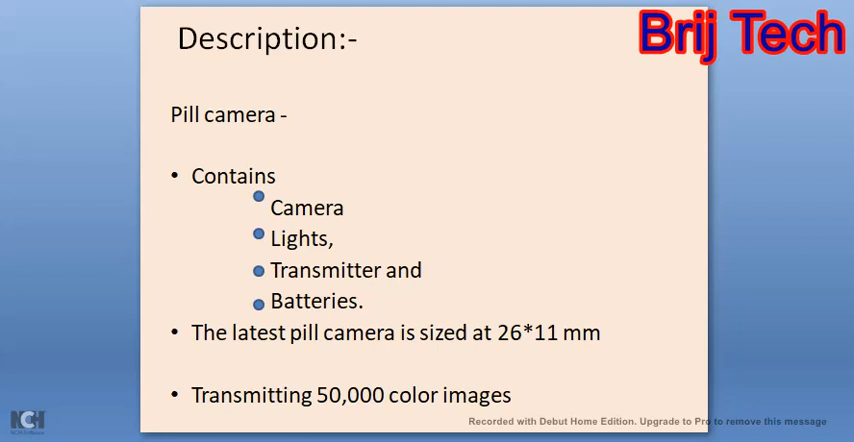 Brij Tech
Description:-
Pill camera -
• Contains
Camera
Lights,
Transmitter and
Batteries.
• The latest pill camera is sized at 26*11 mm
• Transmitting 50,000 color images
NCH
Recorded with Debut Home Edition. Upgrade to Pro to remove this message